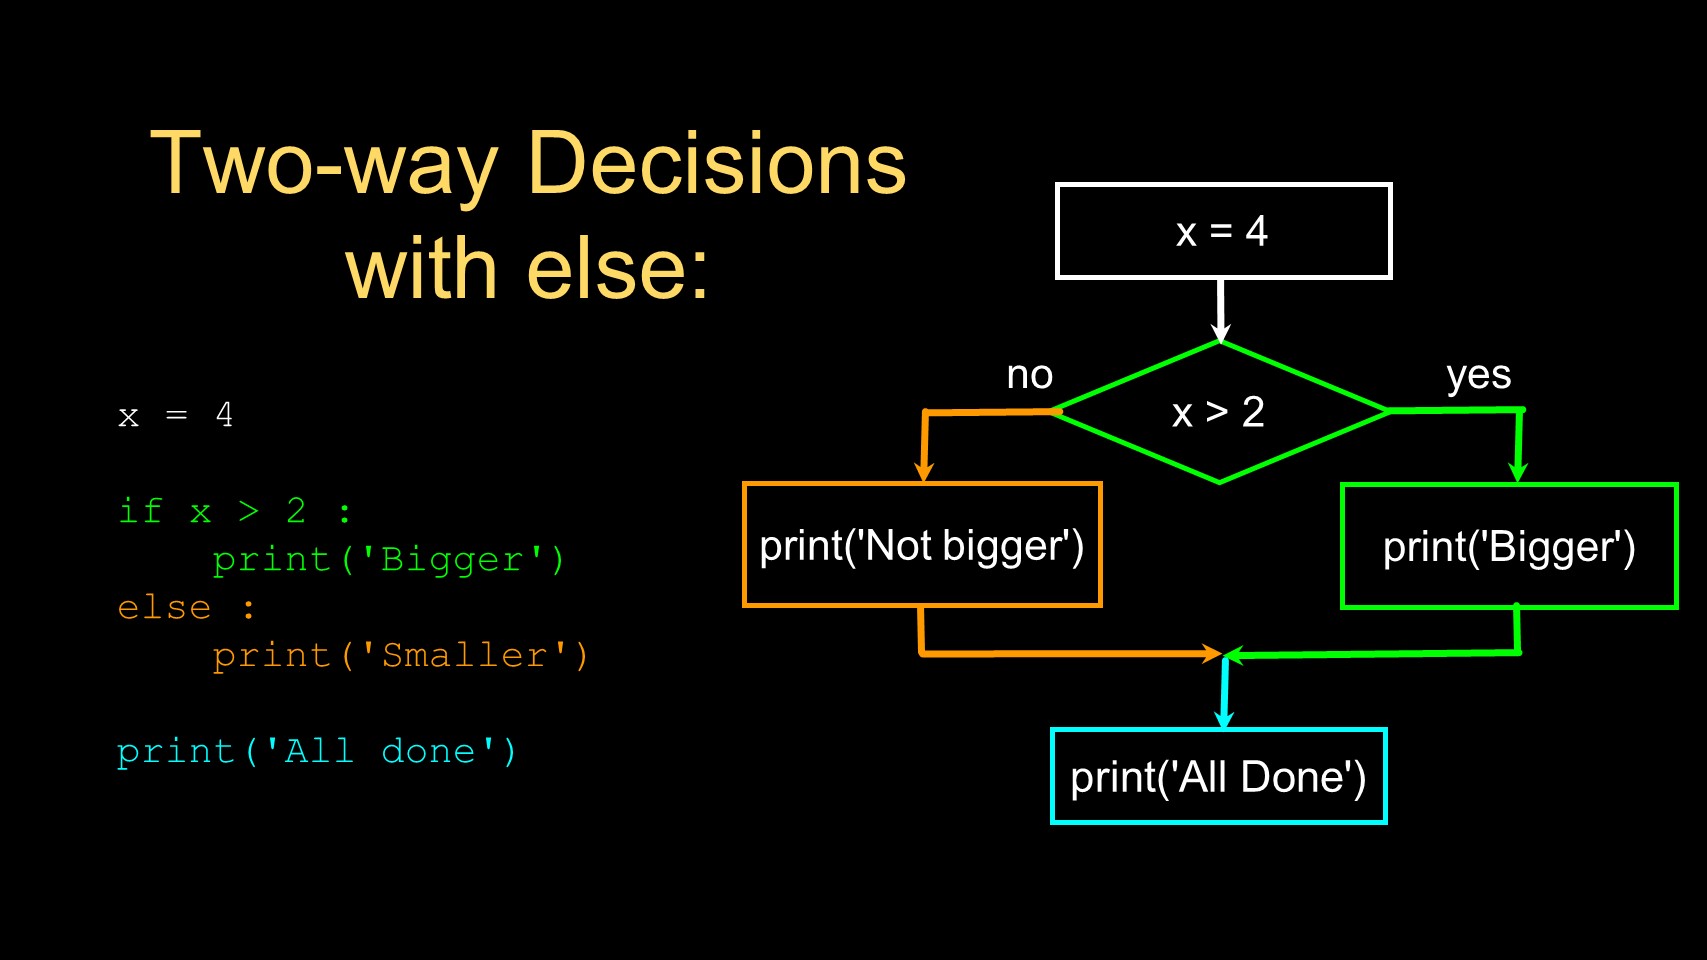 Two-way Decisions
with else:
x = 4
if x > 2 :
    print('Bigger')
else :
    print('Smaller')
print('All done')
x = 4
no
yes
x > 2
print('Not bigger')
print('Bigger')
print('All Done')